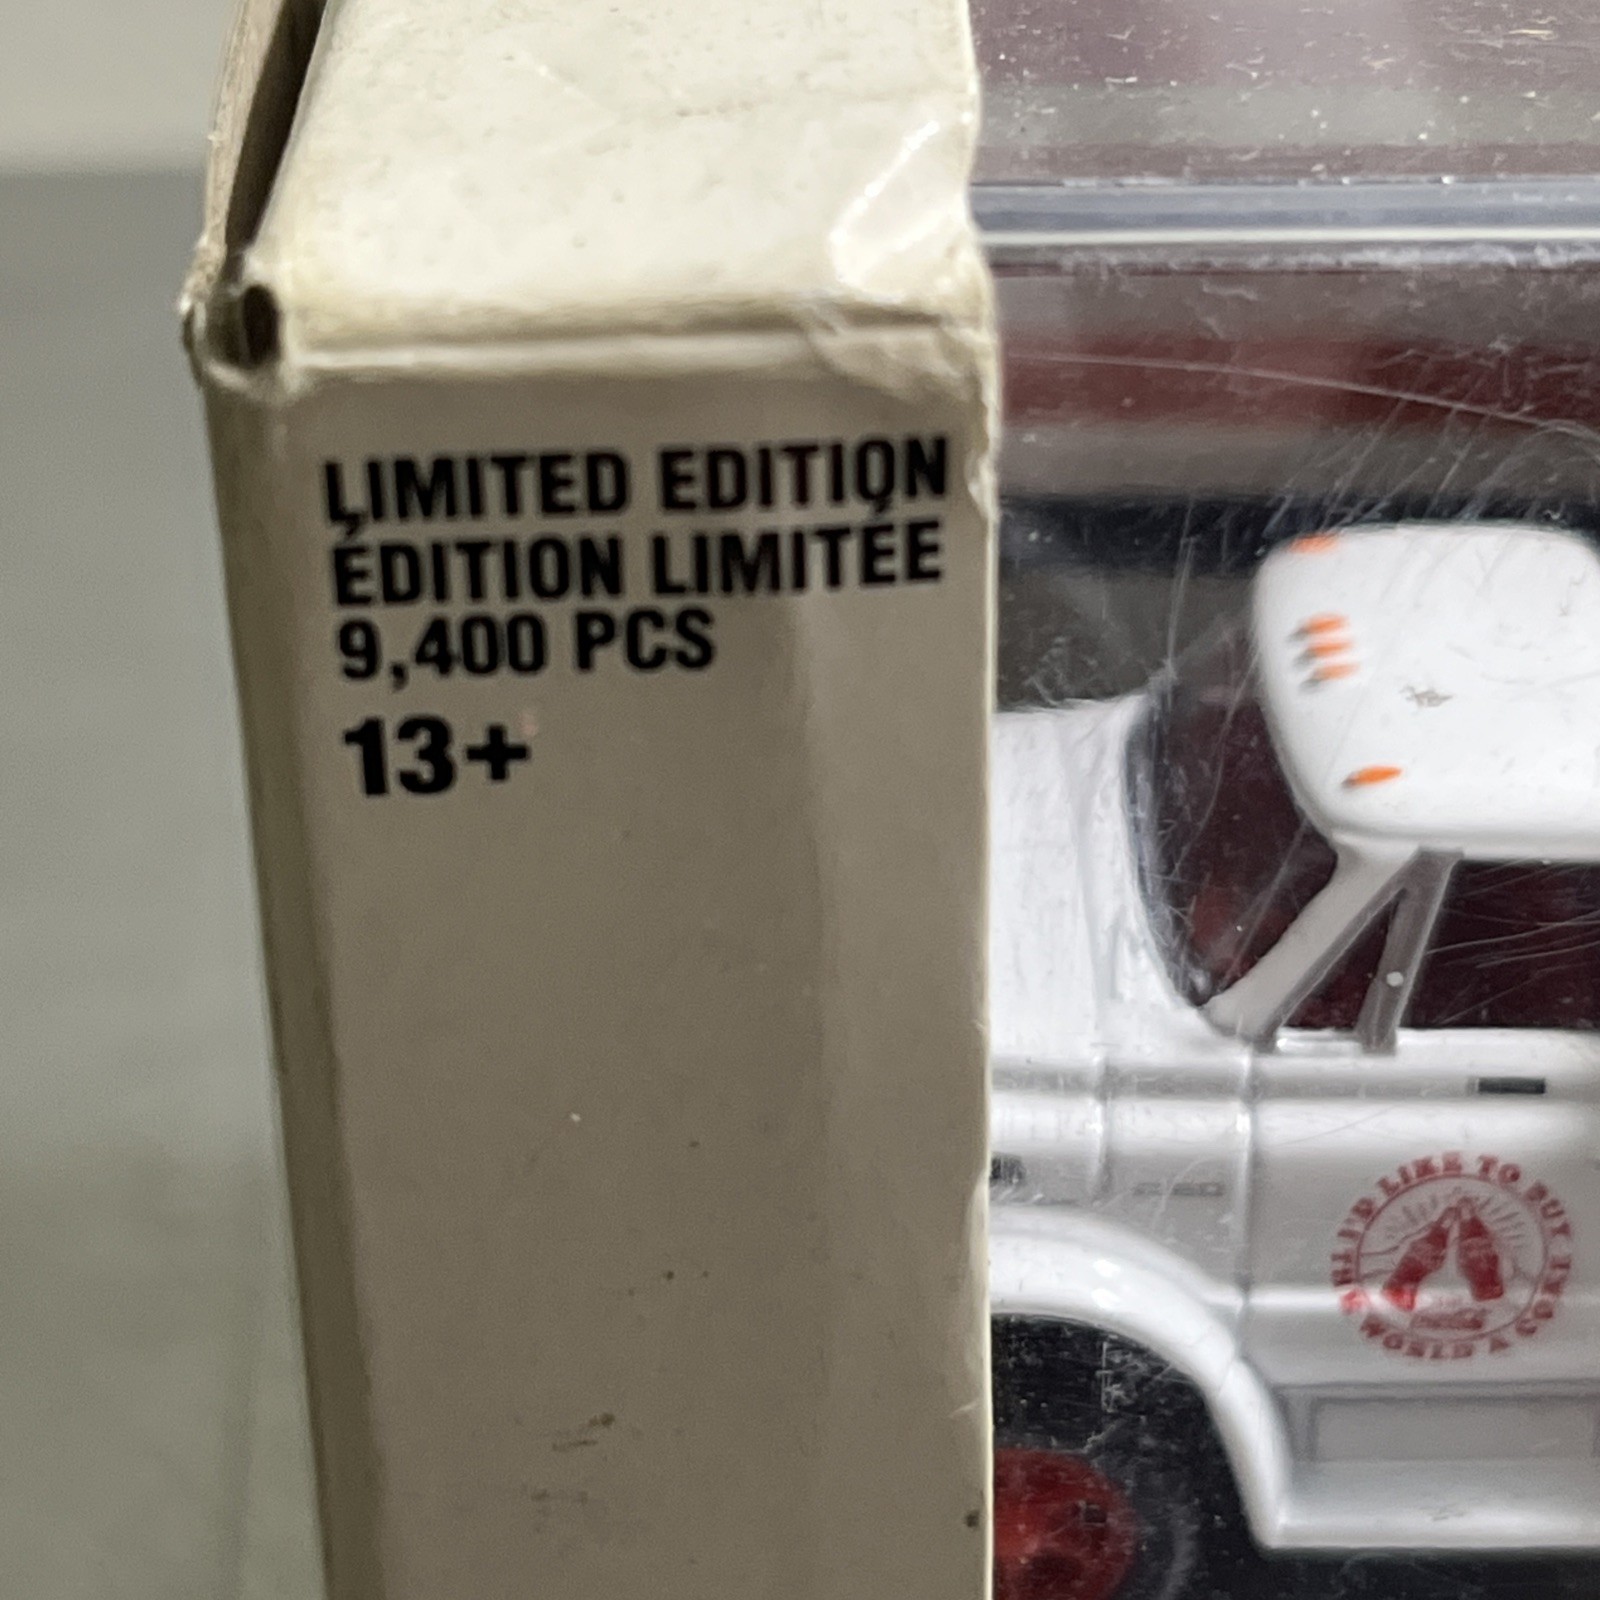 LIMITED EDITION
ÉDITION LIMITÉE
9,400 PCS
13+
I'D LIKE TO BUY THE WORLD A COKE